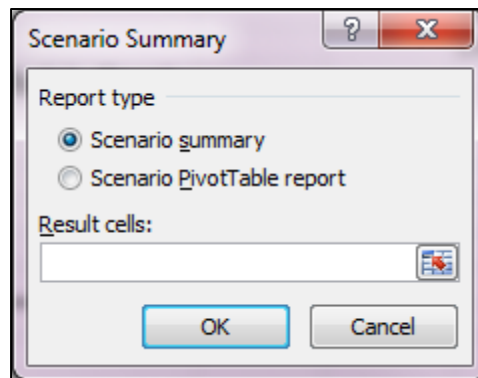 Scenario Summary
?
X
Report type
Scenario summary
Scenario PivotTable report
Result cells:
OK
Cancel